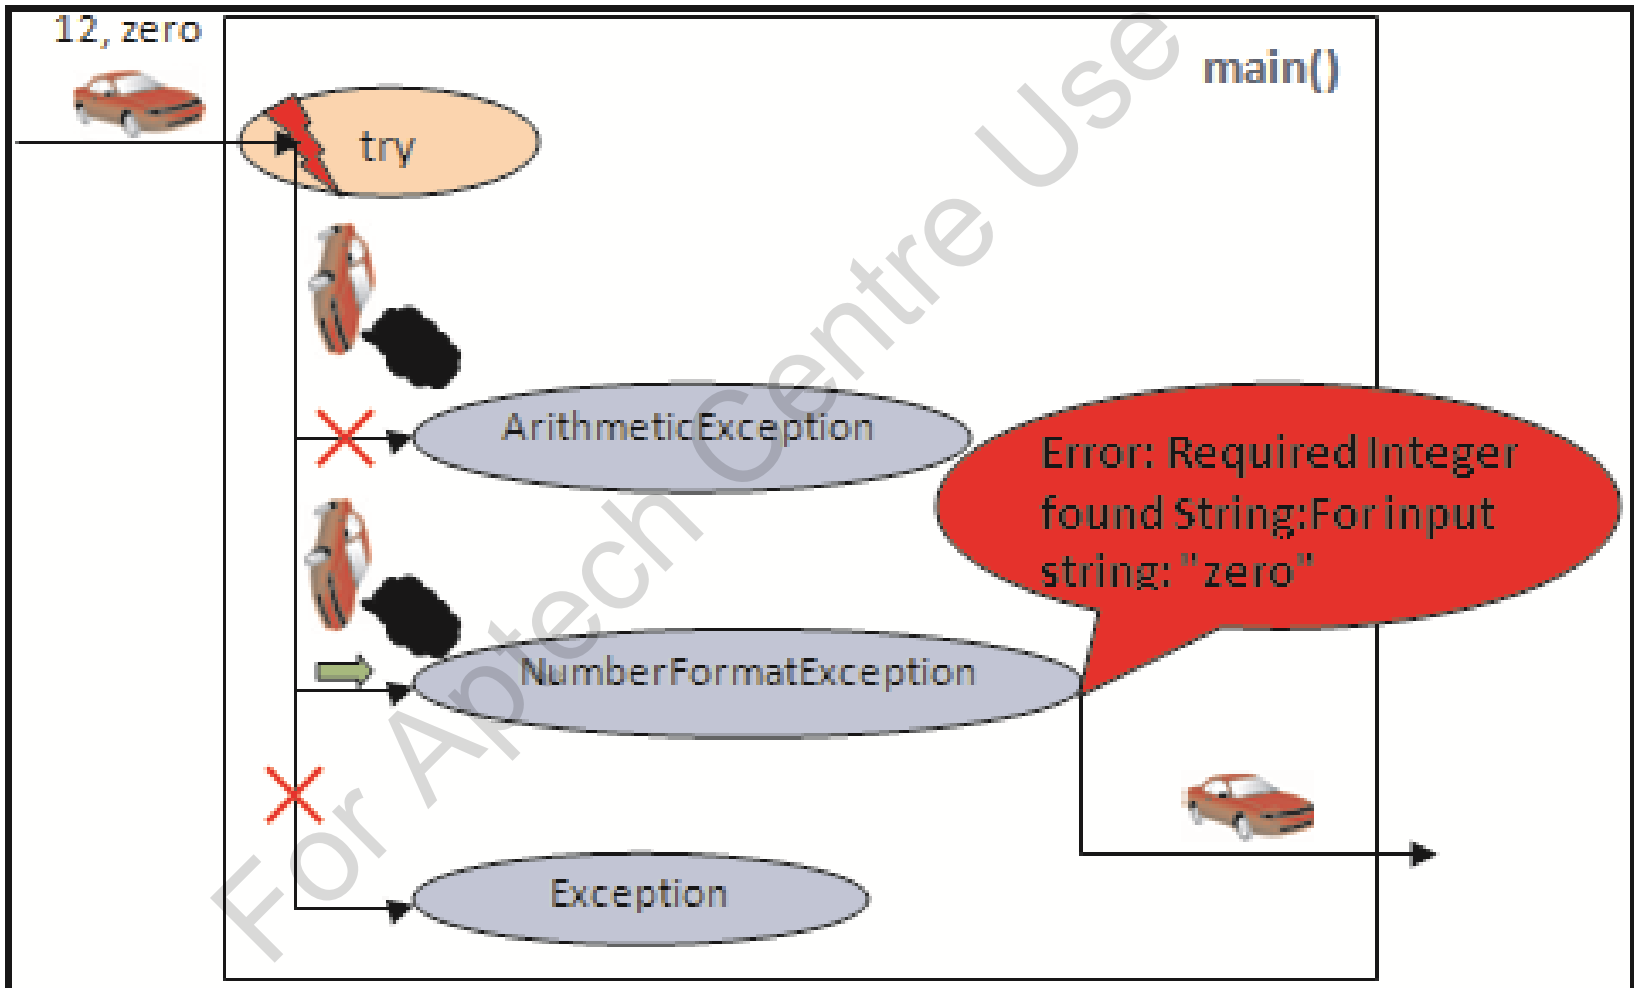 12, zero
main()
try
ArithmeticException
Error: Required Integer
found String:For input
string: "zero"
NumberFormatException
Exception
For Aptech Centre Use